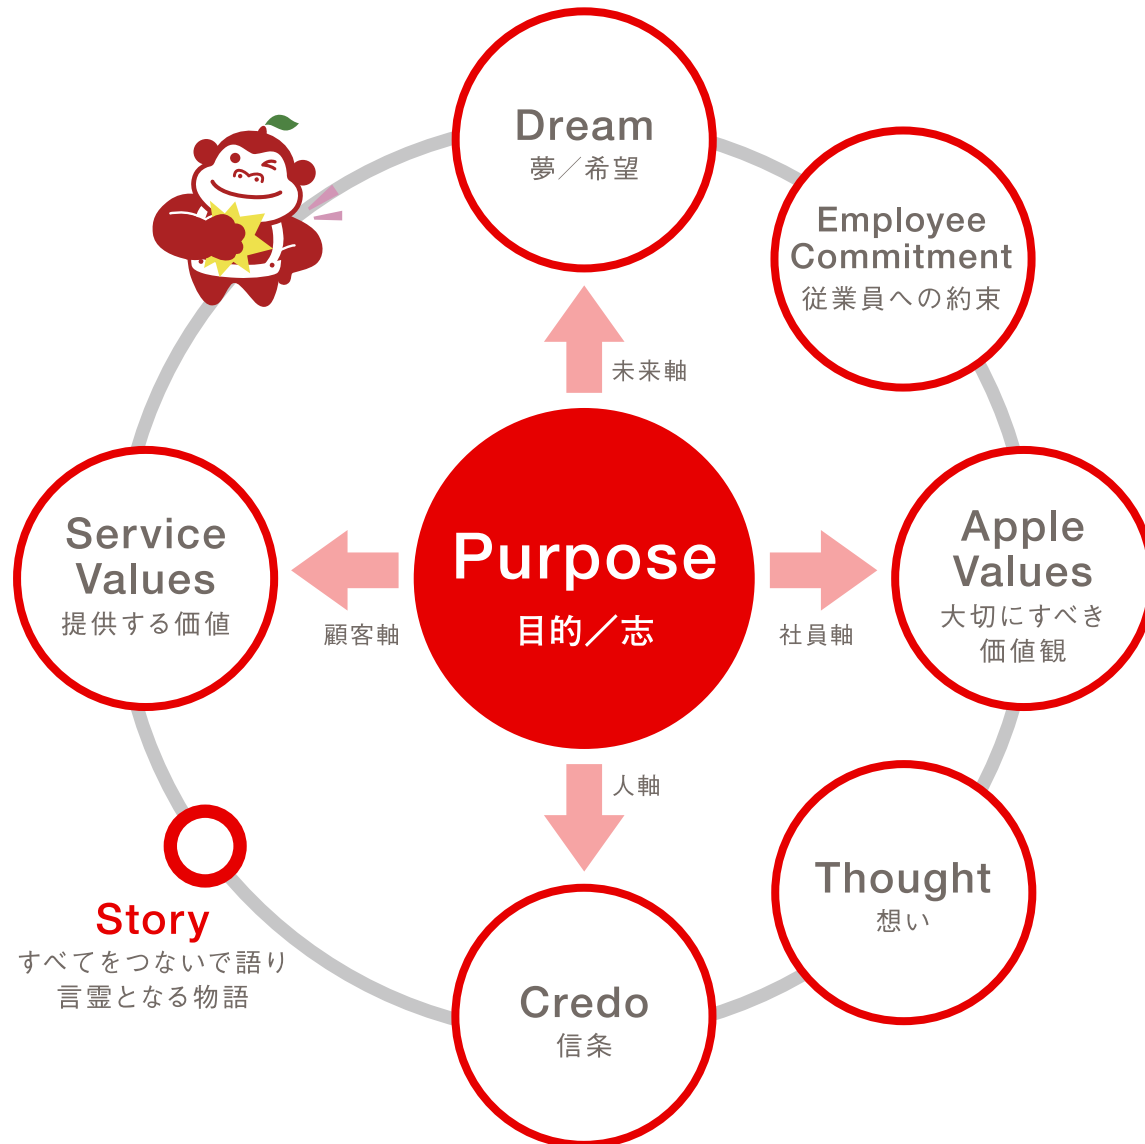 Dream
夢／希望
Employee
Commitment
従業員への約束
未来軸
Service
Values
提供する価値
顧客軸
Purpose
目的／志
社員軸
Apple
Values
大切にすべき
価値観
人軸
Thought
想い
Story
すべてをつないで語り
言霊となる物語
Credo
信条